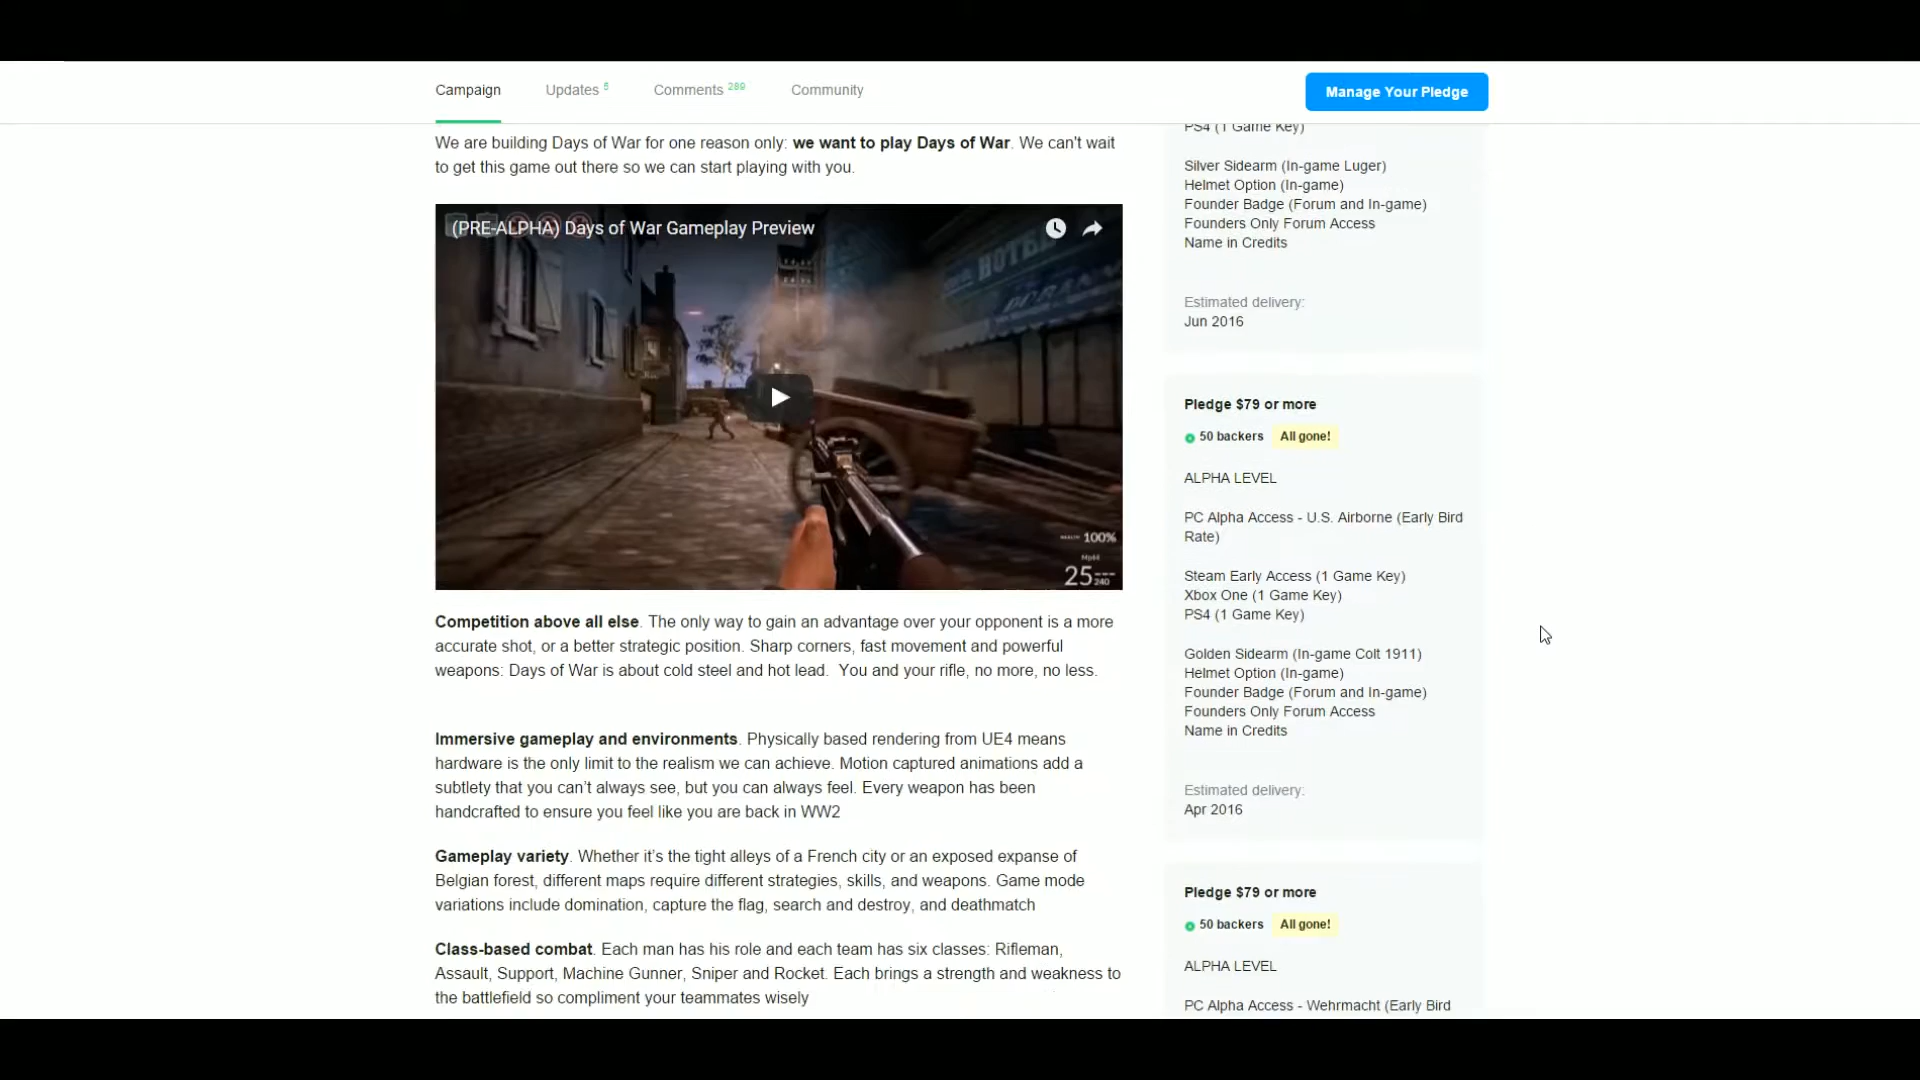 Campaign
Updates 5
Comments 289
Community
Manage Your Pledge
We are building Days of War for one reason only: we want to play Days of War. We can't wait
to get this game out there so we can start playing with you.
(PRE-ALPHA) Days of War Gameplay Preview
HOTEL
100%
25
240
Competition above all else. The only way to gain an advantage over your opponent is a more
accurate shot, or a better strategic position. Sharp corners, fast movement and powerful
weapons: Days of War is about cold steel and hot lead. You and your rifle, no more, no less.
Immersive gameplay and environments. Physically based rendering from UE4 means
hardware is the only limit to the realism we can achieve. Motion captured animations add a
subtlety that you can’t always see, but you can always feel. Every weapon has been
handcrafted to ensure you feel like you are back in WW2
Gameplay variety. Whether it’s the tight alleys of a French city or an exposed expanse of
Belgian forest, different maps require different strategies, skills, and weapons. Game mode
variations include domination, capture the flag, search and destroy, and deathmatch
Class-based combat. Each man has his role and each team has six classes: Rifleman,
Assault, Support, Machine Gunner, Sniper and Rocket. Each brings a strength and weakness to
the battlefield so compliment your teammates wisely
PS4 (1 Game Key)
Silver Sidearm (In-game Luger)
Helmet Option (In-game)
Founder Badge (Forum and In-game)
Founders Only Forum Access
Name in Credits
Estimated delivery:
Jun 2016
Pledge $79 or more
50 backers All gone!
ALPHA LEVEL
PC Alpha Access - U.S. Airborne (Early Bird
Rate)
Steam Early Access (1 Game Key)
Xbox One (1 Game Key)
PS4 (1 Game Key)
Golden Sidearm (In-game Colt 1911)
Helmet Option (In-game)
Founder Badge (Forum and In-game)
Founders Only Forum Access
Name in Credits
Estimated delivery:
Apr 2016
Pledge $79 or more
50 backers All gone!
ALPHA LEVEL
PC Alpha Access - Wehrmacht (Early Bird